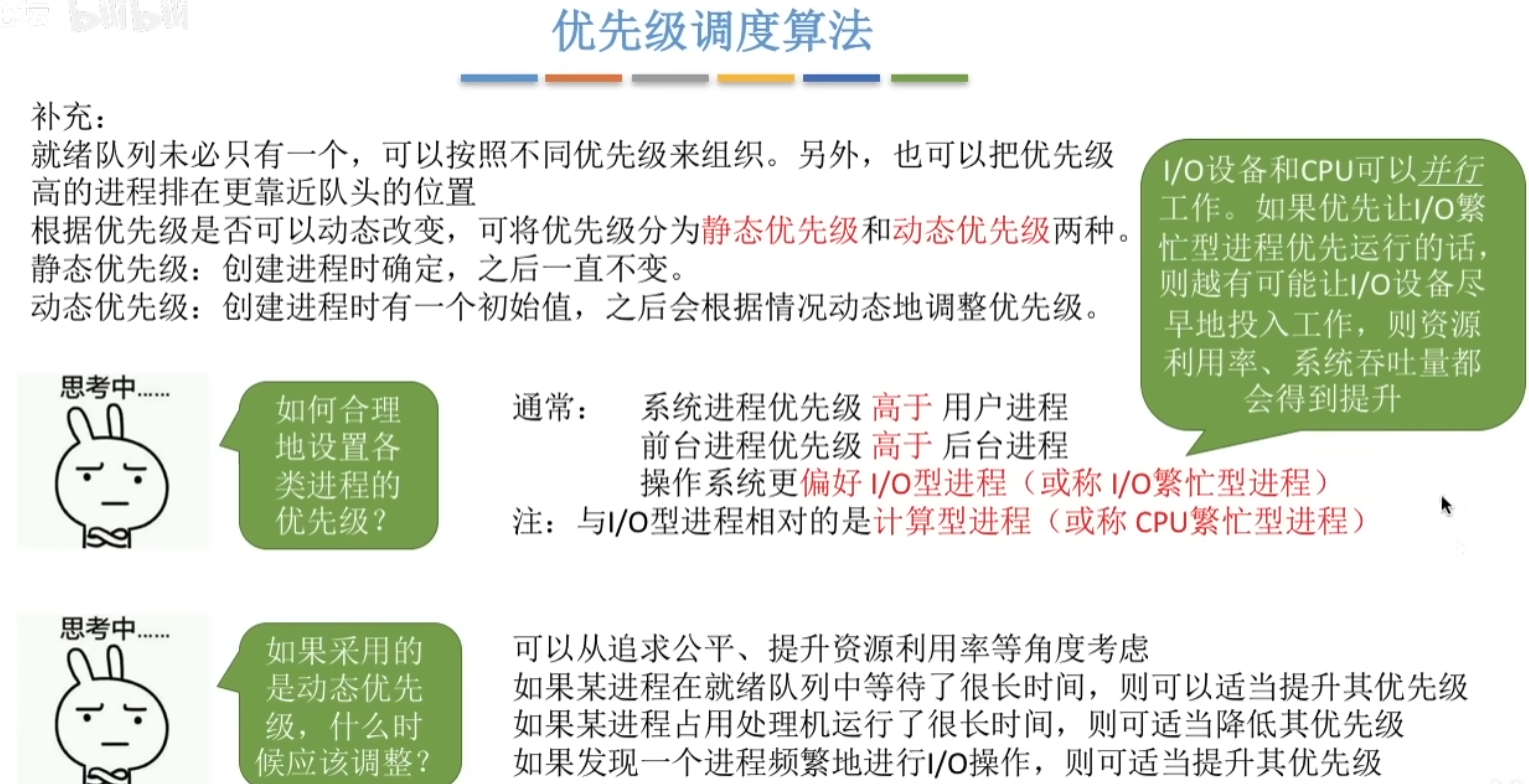 bilibili
优先级调度算法
补充：
就绪队列未必只有一个，可以按照不同优先级来组织。另外，也可以把优先级
高的进程排在更靠近队头的位置
根据优先级是否可以动态改变，可将优先级分为静态优先级和动态优先级两种。
静态优先级：创建进程时确定，之后一直不变。
动态优先级：创建进程时有一个初始值，之后会根据情况动态地调整优先级。
I/O设备和CPU可以并行
工作。如果优先让I/O繁
忙型进程优先运行的话，
则越有可能让I/O设备尽
早地投入工作，则资源
利用率、系统吞吐量都
会得到提升
思考中......
如何合理
地设置各
类进程的
优先级？
通常： 系统进程优先级 高于 用户进程
前台进程优先级 高于 后台进程
操作系统更偏好 I/O型进程（或称 I/O繁忙型进程）
注：与I/O型进程相对的是计算型进程（或称 CPU繁忙型进程）
思考中......
如果采用的
是动态优先
级，什么时
候应该调整？
可以从追求公平、提升资源利用率等角度考虑
如果某进程在就绪队列中等待了很长时间，则可以适当提升其优先级
如果某进程占用处理机运行了很长时间，则可适当降低其优先级
如果发现一个进程频繁地进行I/O操作，则可适当提升其优先级